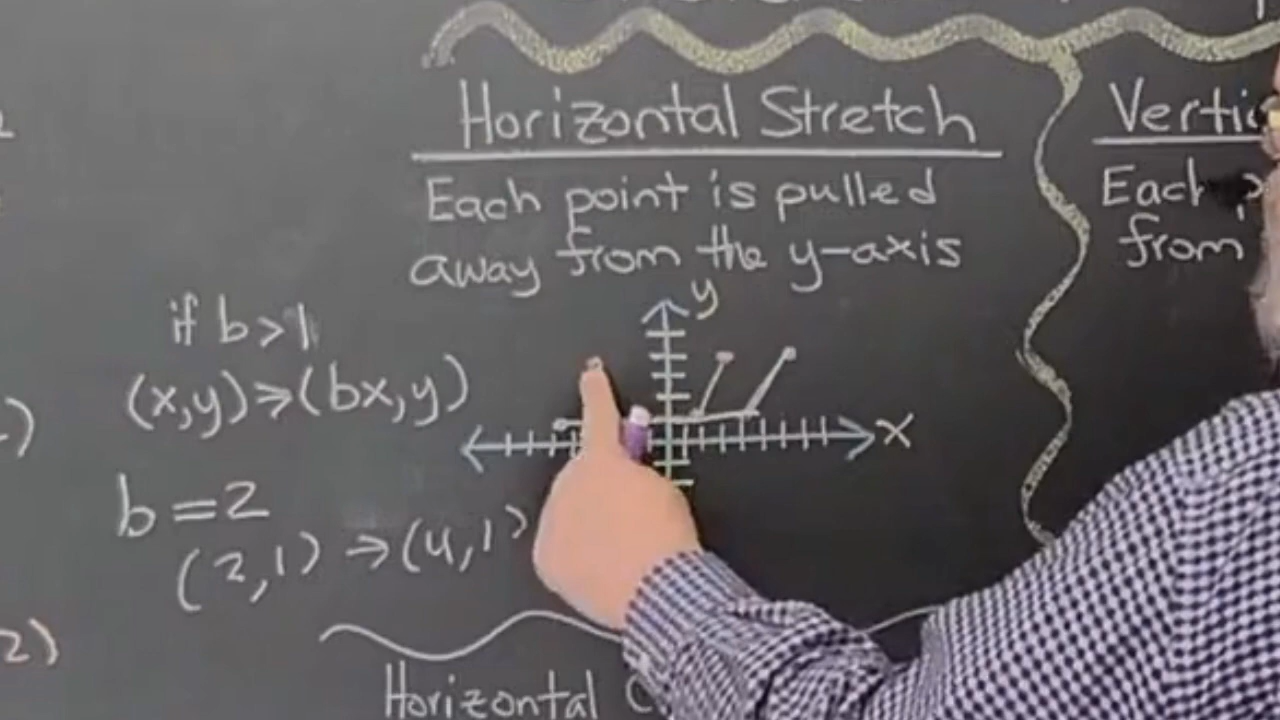 Horizontal Stretch
Each point is pulled
away from the y-axis
if b>1
(x,y)→(bx,y)
b=2
(2,1)→(4,1)
y
x
Each
from
Horizontal
2)